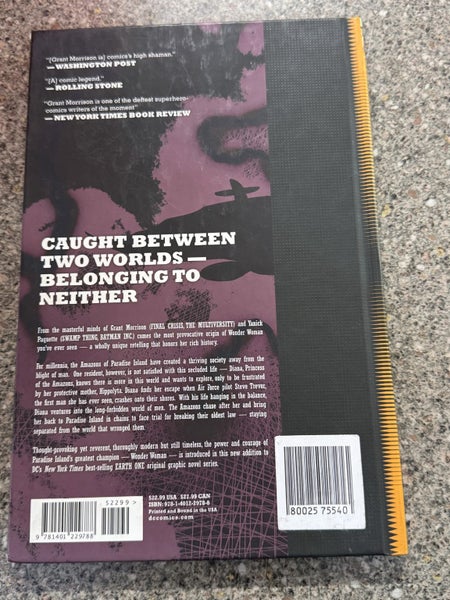 "[Grant Morrison is] comics's high shaman."
— WASHINGTON POST
"[A] comic legend."
— ROLLING STONE
"Grant Morrison is one of the deftest superhero-
comics writers of the moment"
— NEW YORK TIMES BOOK REVIEW
CAUGHT BETWEEN
TWO WORLDS —
BELONGING TO
NEITHER
From the masterful minds of Grant Morrison (FINAL CRISIS, THE MULTIVERSITY) and Yanick
Paquette (SWAMP THING, BATMAN INC.) comes the most provocative origin of Wonder Woman
you've ever seen — a wholly unique retelling that honors her rich history.
For millennia, the Amazons of Paradise Island have created a thriving society away from the
blight of man. One resident, however, is not satisfied with this secluded life — Diana, Princess
of the Amazons, knows there is more in this world and wants to explore, only to be frustrated
by her protective mother, Hippolyta. Diana finds her escape when Air Force pilot Steve Trevor,
the first man she has ever seen, crashes onto their shores. With his life hanging in the balance,
Diana ventures into the long-forbidden world of men. The Amazons chase after her and bring
her back to Paradise Island in chains to face trial for breaking their oldest law — staying
separated from the world that wronged them.
Thought-provoking yet reverent, thoroughly modern but still timeless, the power and courage of
Paradise Island's greatest champion — Wonder Woman — is introduced in this new addition to
DC's New York Times best-selling EARTH ONE original graphic novel series.
52299>
9 781401 229788
$22.99 USA $27.99 CAN
ISBN: 978-1-4012-2978-8
Printed and Bound in the USA
dccomics.com
80025 75540